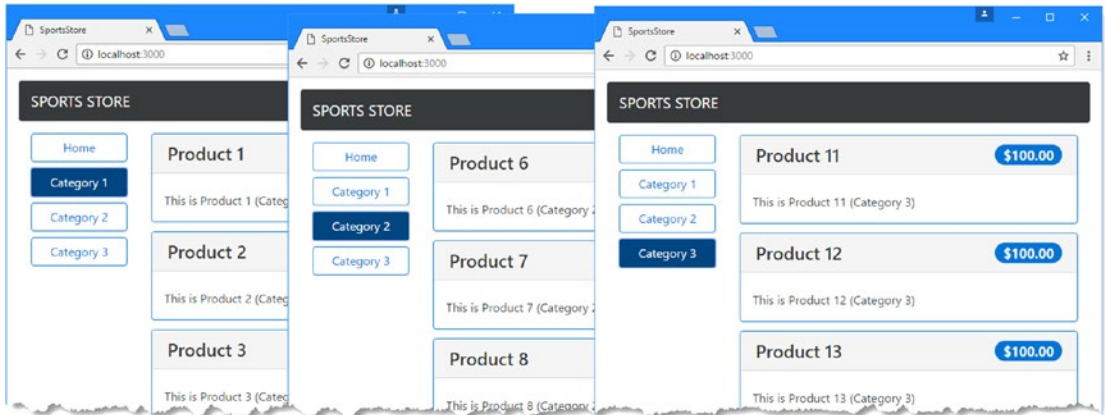 SportsStore
localhost:3000
SPORTS STORE
Home
Category 1
Category 2
Category 3
Product 1
This is Product 1 (Categ
Product 2
This is Product 2 (Categ
Product 3
This is Product 3 (Categ
SportsStore
localhost:3000
SPORTS STORE
Home
Category 1
Category 2
Category 3
Product 6
This is Product 6 (Category 2
Product 7
This is Product 7 (Category 2
Product 8
This is Product 8 (Category 2
SportsStore
localhost:3000
SPORTS STORE
Home
Category 1
Category 2
Category 3
Product 11 $100.00
This is Product 11 (Category 3)
Product 12 $100.00
This is Product 12 (Category 3)
Product 13 $100.00
This is Product 13 (Category 3)